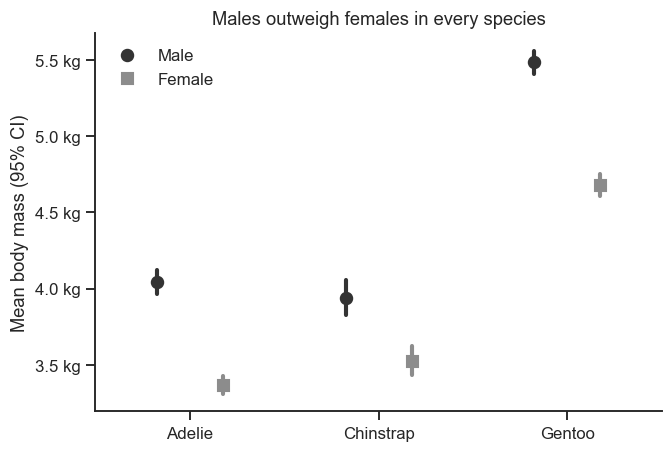 Males outweigh females in every species
Male
Female
Mean body mass (95% CI)
5.5 kg
5.0 kg
4.5 kg
4.0 kg
3.5 kg
Adelie
Chinstrap
Gentoo